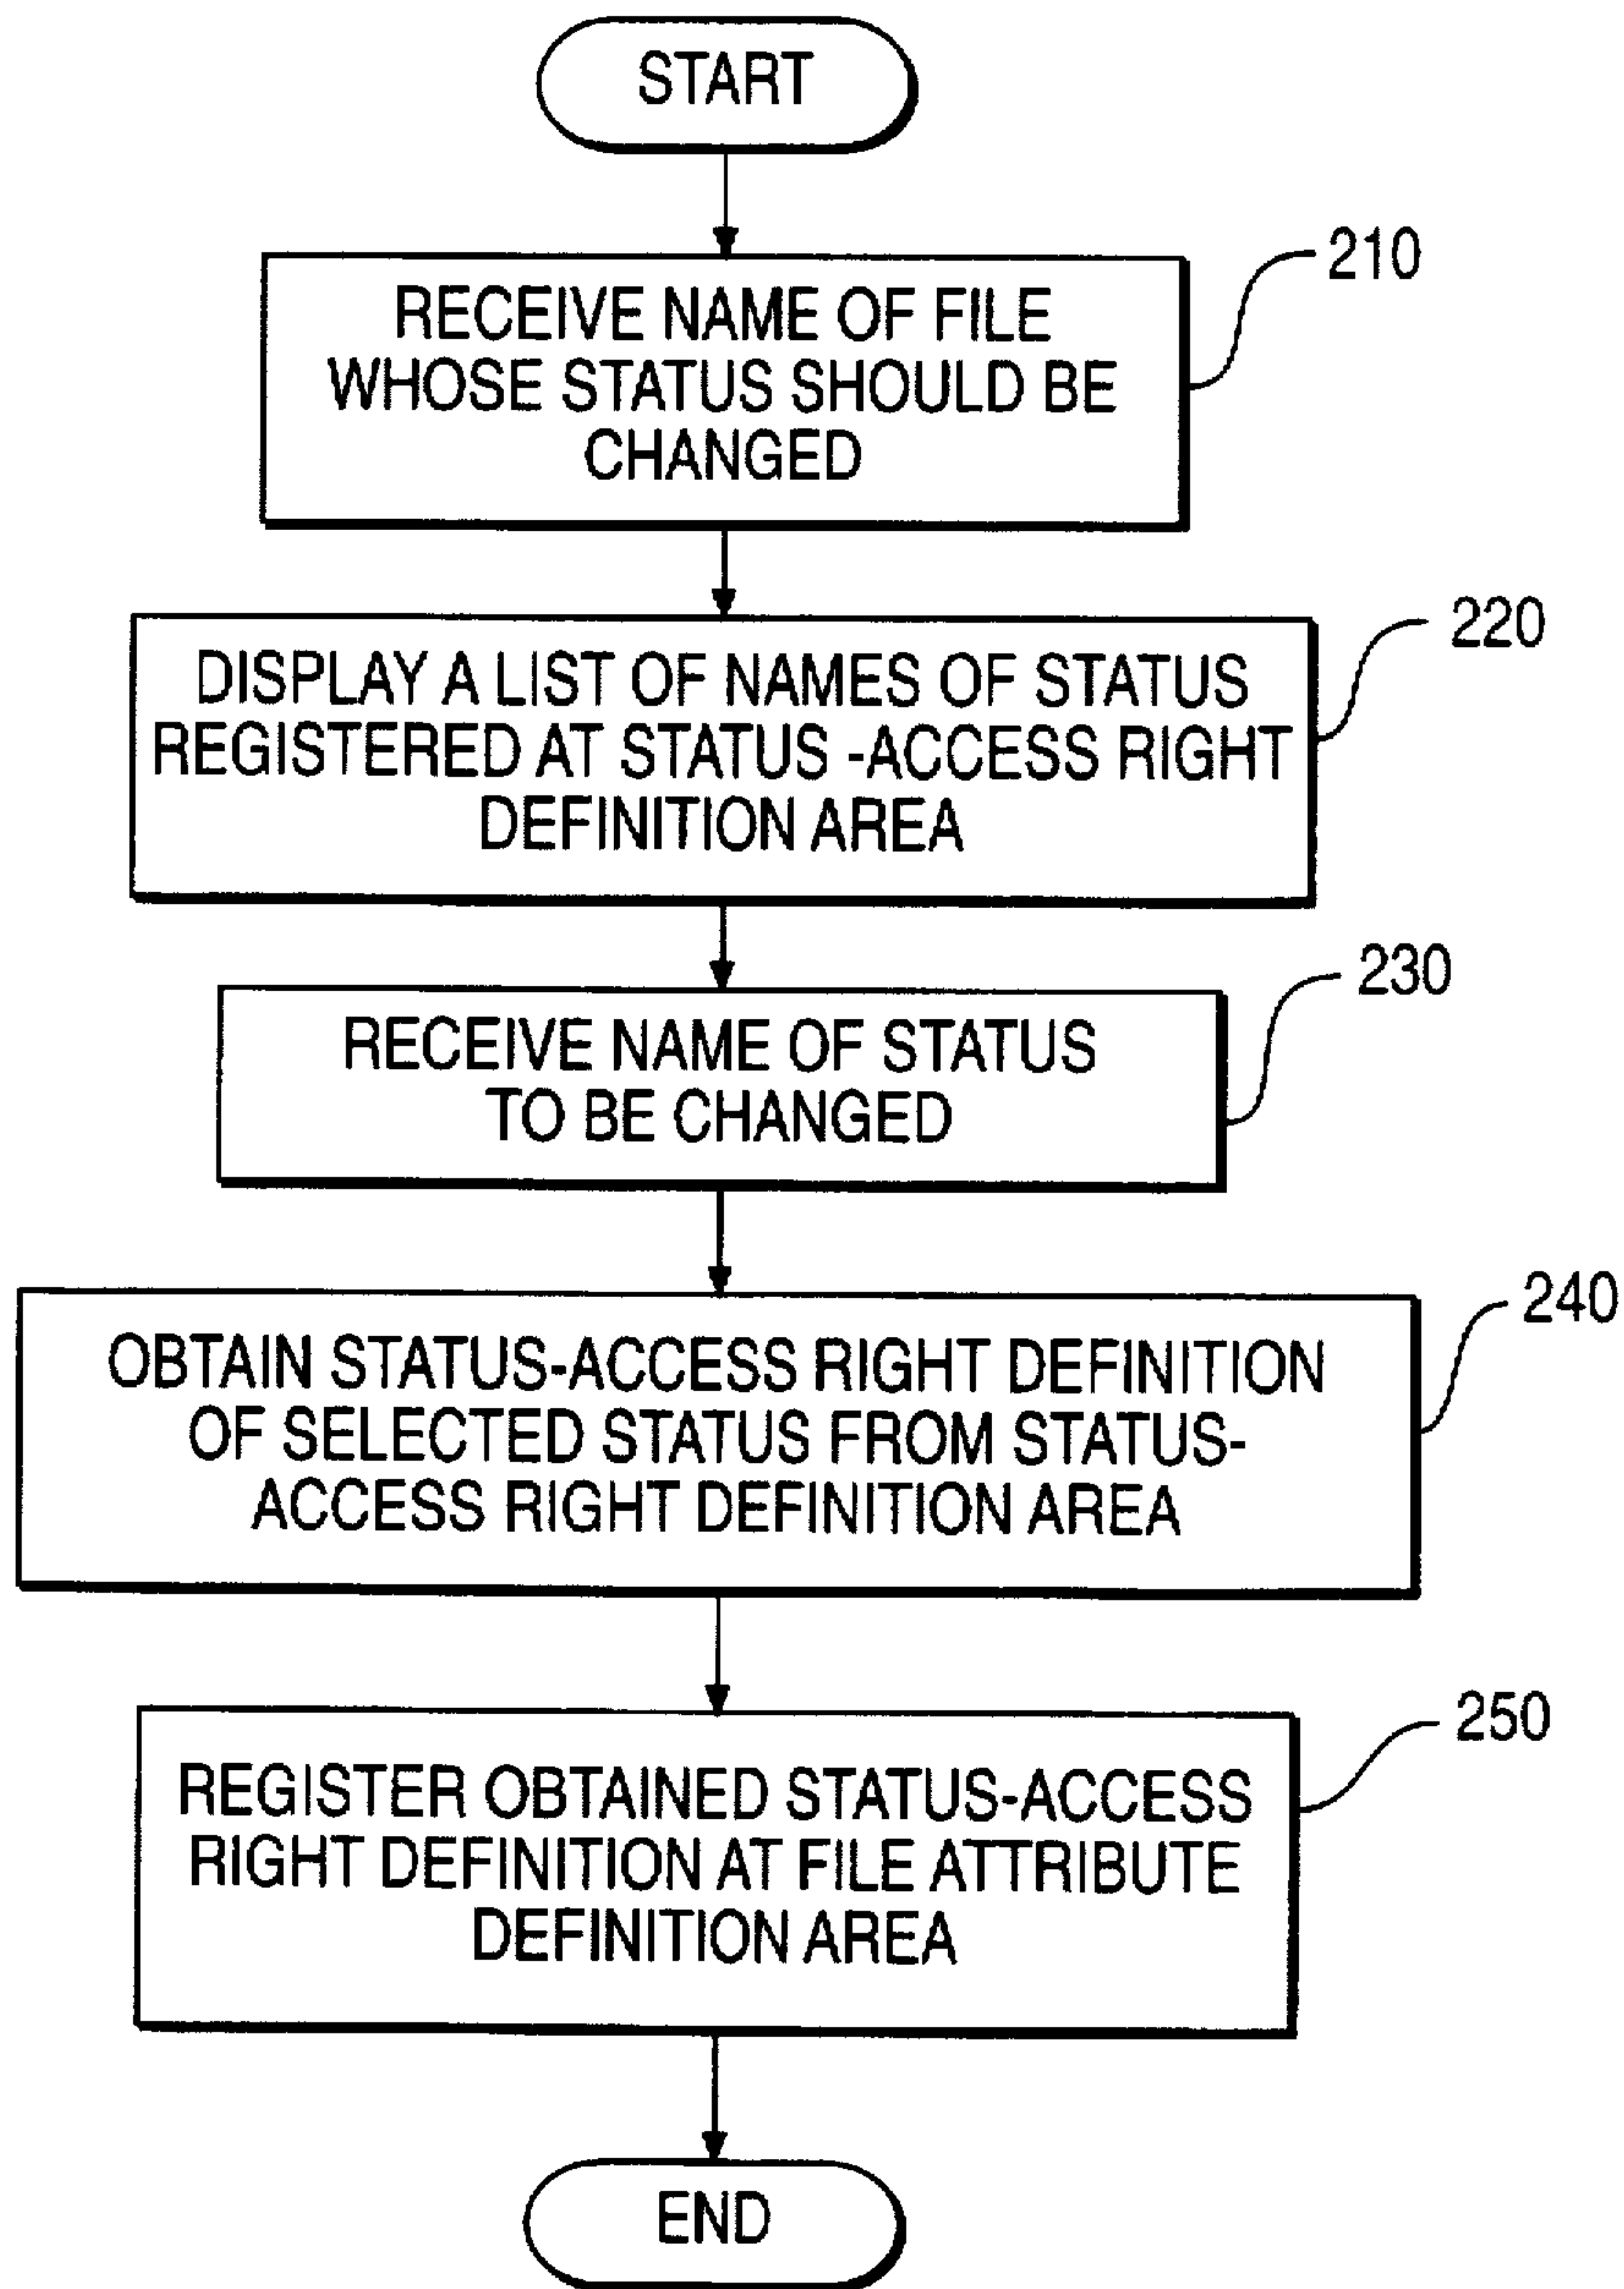 START
210
RECEIVE NAME OF FILE
WHOSE STATUS SHOULD BE
CHANGED
220
DISPLAY A LIST OF NAMES OF STATUS
REGISTERED AT STATUS -ACCESS RIGHT
DEFINITION AREA
230
RECEIVE NAME OF STATUS
TO BE CHANGED
240
OBTAIN STATUS-ACCESS RIGHT DEFINITION
OF SELECTED STATUS FROM STATUS-
ACCESS RIGHT DEFINITION AREA
250
REGISTER OBTAINED STATUS-ACCESS
RIGHT DEFINITION AT FILE ATTRIBUTE
DEFINITION AREA
END